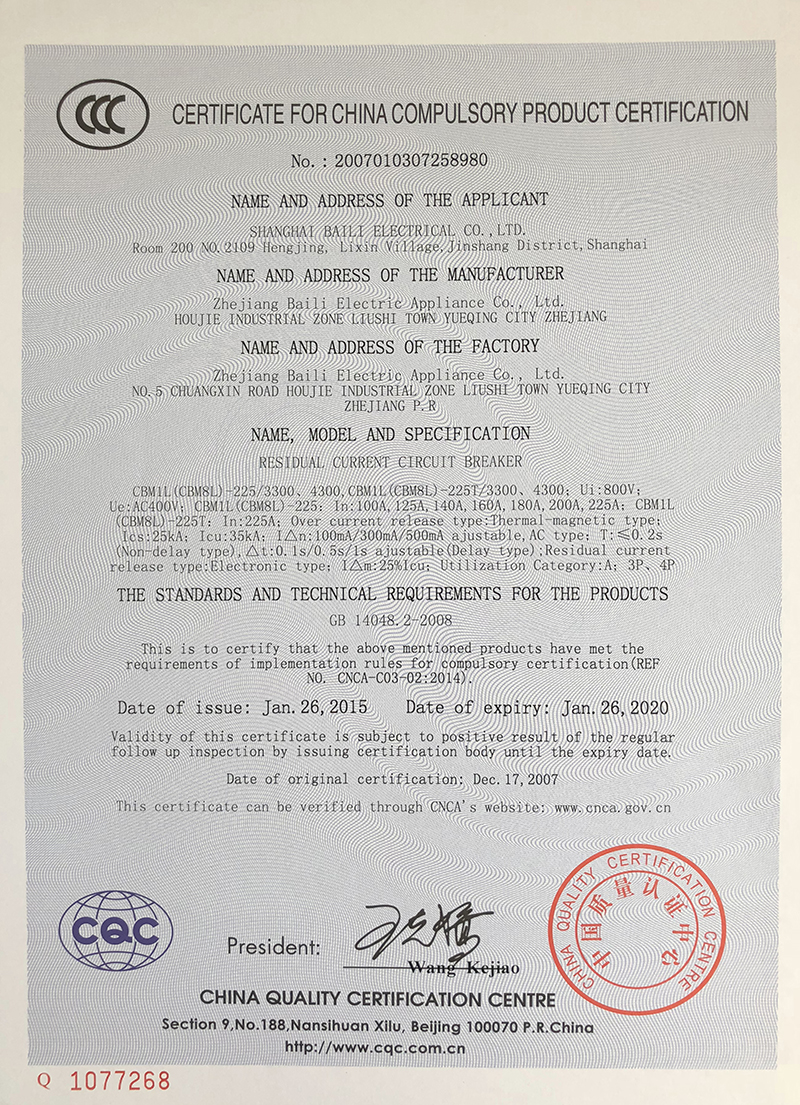 CCC
CERTIFICATE FOR CHINA COMPULSORY PRODUCT CERTIFICATION
No. : 2007010307258980
NAME AND ADDRESS OF THE APPLICANT
SHANGHAI BAILI ELECTRICAL CO.,LTD.
Room 200 NO.2109 Hengjing, Lixin Village,Jinshang District,Shanghai
NAME AND ADDRESS OF THE MANUFACTURER
Zhejiang Baili Electric Appliance Co., Ltd.
HOUJIE INDUSTRIAL ZONE LIUSHI TOWN YUEQING CITY ZHEJIANG
NAME AND ADDRESS OF THE FACTORY
Zhejiang Baili Electric Appliance Co., Ltd.
NO.5 CHUANGXIN ROAD HOUJIE INDUSTRIAL ZONE LIUSHI TOWN YUEQING CITY
ZHEJIANG P.R
NAME, MODEL AND SPECIFICATION
RESIDUAL CURRENT CIRCUIT BREAKER
CBM1L(CBM8L)-225/3300、4300,CBM1L(CBM8L)-225T/3300、4300; Ui:800V;
Ue:AC400V; CBM1L(CBM8L)-225: In:100A,125A,140A,160A,180A,200A,225A; CBM1L
(CBM8L)-225T: In:225A; Over current release type:Thermal-magnetic type;
Ics:25kA; Icu:35kA; I△n:100mA/300mA/500mA ajustable,AC type; T:≤0.2s
(Non-delay type),△t:0.1s/0.5s/1s ajustable(Delay type);Residual current
release type:Electronic type; I△m:25%Icu; Utilization Category:A; 3P、4P
THE STANDARDS AND TECHNICAL REQUIREMENTS FOR THE PRODUCTS
GB 14048.2-2008
This is to certify that the above mentioned products have met the
requirements of implementation rules for compulsory certification(REF
NO. CNCA-C03-02:2014).
Date of issue: Jan.26,2015 Date of expiry: Jan.26,2020
Validity of this certificate is subject to positive result of the regular
follow up inspection by issuing certification body until the expiry date.
Date of original certification: Dec.17,2007
This certificate can be verified through CNCA's website: www.cnca.gov.cn
CQC
President:
Wang Kejiao
CHINA QUALITY CERTIFICATION CENTRE
中国质量认证中心
CHINA QUALITY CERTIFICATION CENTRE
Section 9,No.188,Nansihuan Xilu, Beijing 100070 P.R.China
http://www.cqc.com.cn
Q 1077268